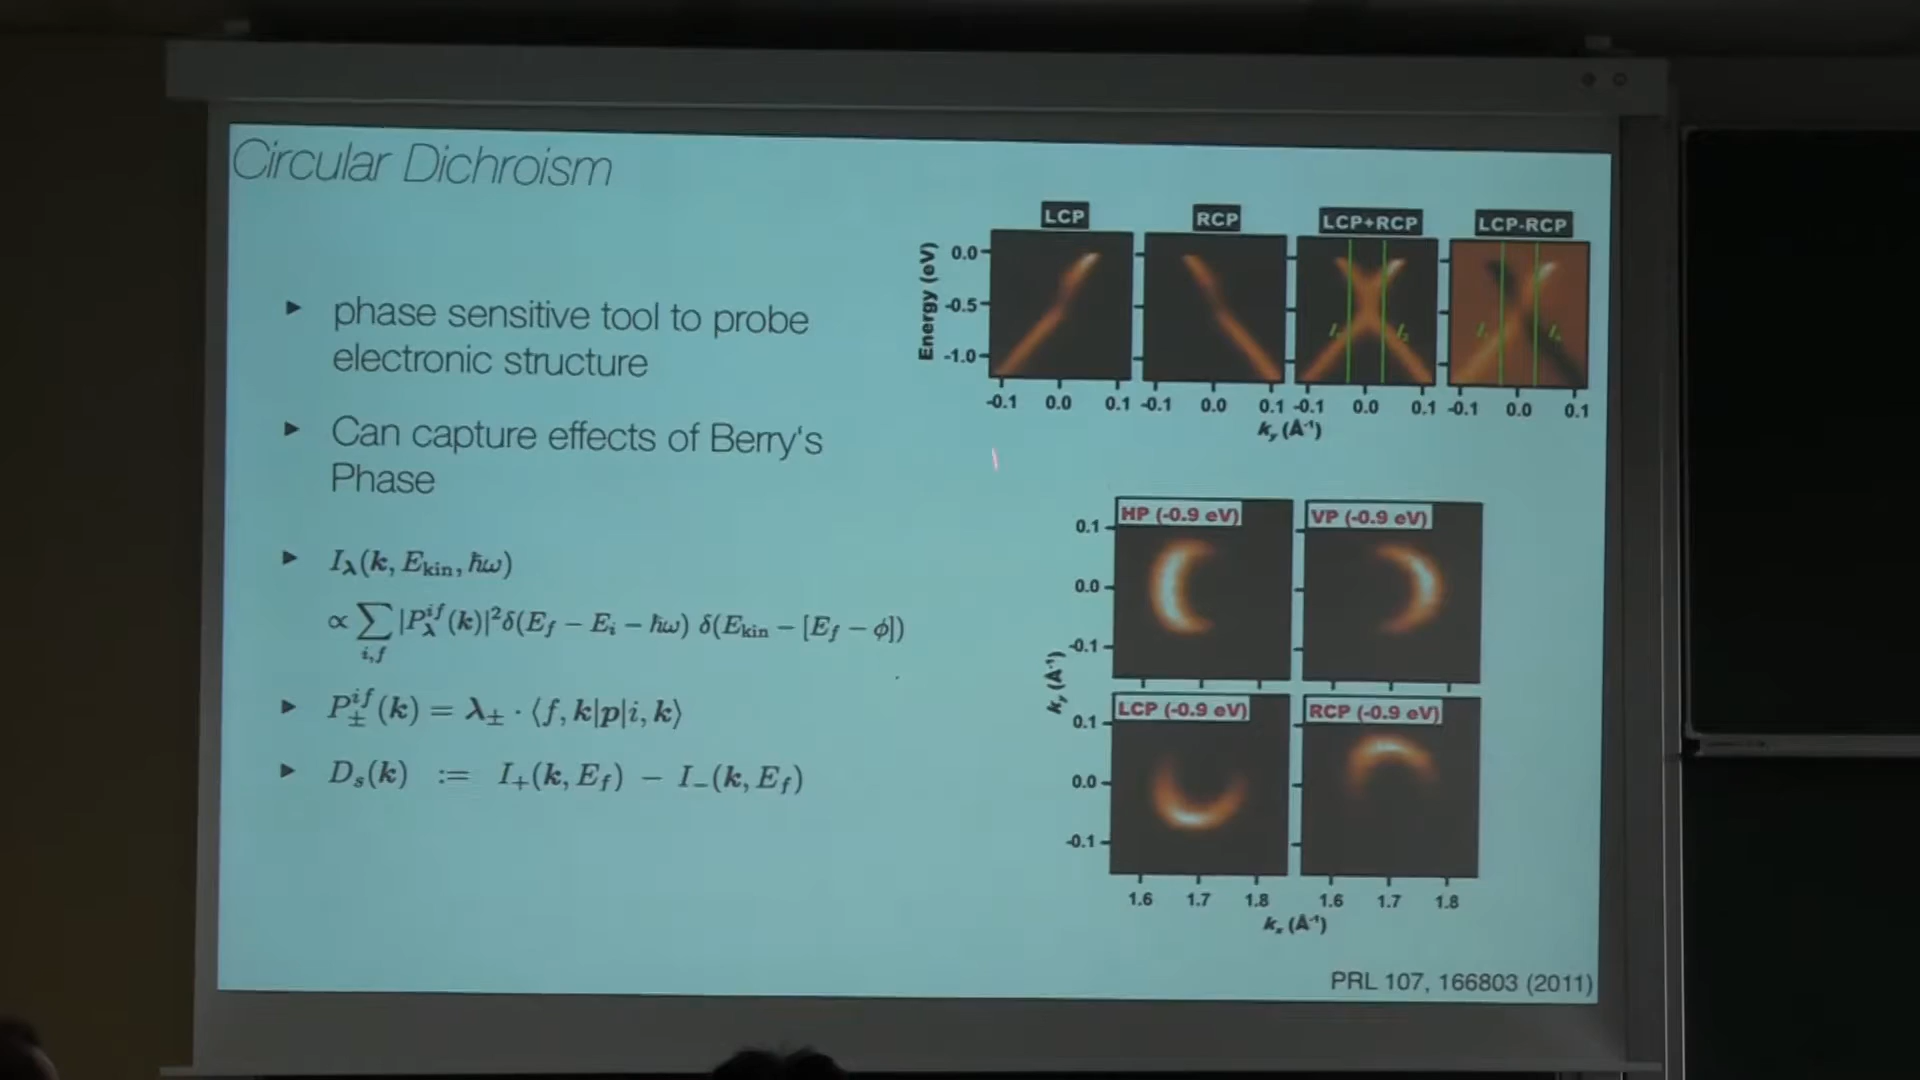 Circular Dichroism
▸ phase sensitive tool to probe
electronic structure
▸ Can capture effects of Berry's
Phase
▸ I_λ(k, E_kin, ħω)
∝ ∑_{i,f} |P_λ^{if}(k)|²δ(E_f − E_i − ħω) δ(E_kin − [E_f − ϕ])
▸ P_±^{if}(k) = λ_± · ⟨f, k|p|i, k⟩
▸ D_s(k) := I_+(k, E_f) − I_−(k, E_f)
LCP RCP LCP+RCP LCP-RCP
Energy (eV)
0.0
-0.5
-1.0
-0.1 0.0 0.1 -0.1 0.0 0.1 -0.1 0.0 0.1 -0.1 0.0 0.1
k_y (Å⁻¹)
HP (-0.9 eV) VP (-0.9 eV)
0.1
0.0
-0.1
k_y (Å⁻¹)
LCP (-0.9 eV) RCP (-0.9 eV)
0.1
0.0
-0.1
1.6 1.7 1.8 1.6 1.7 1.8
k_x (Å⁻¹)
PRL 107, 166803 (2011)